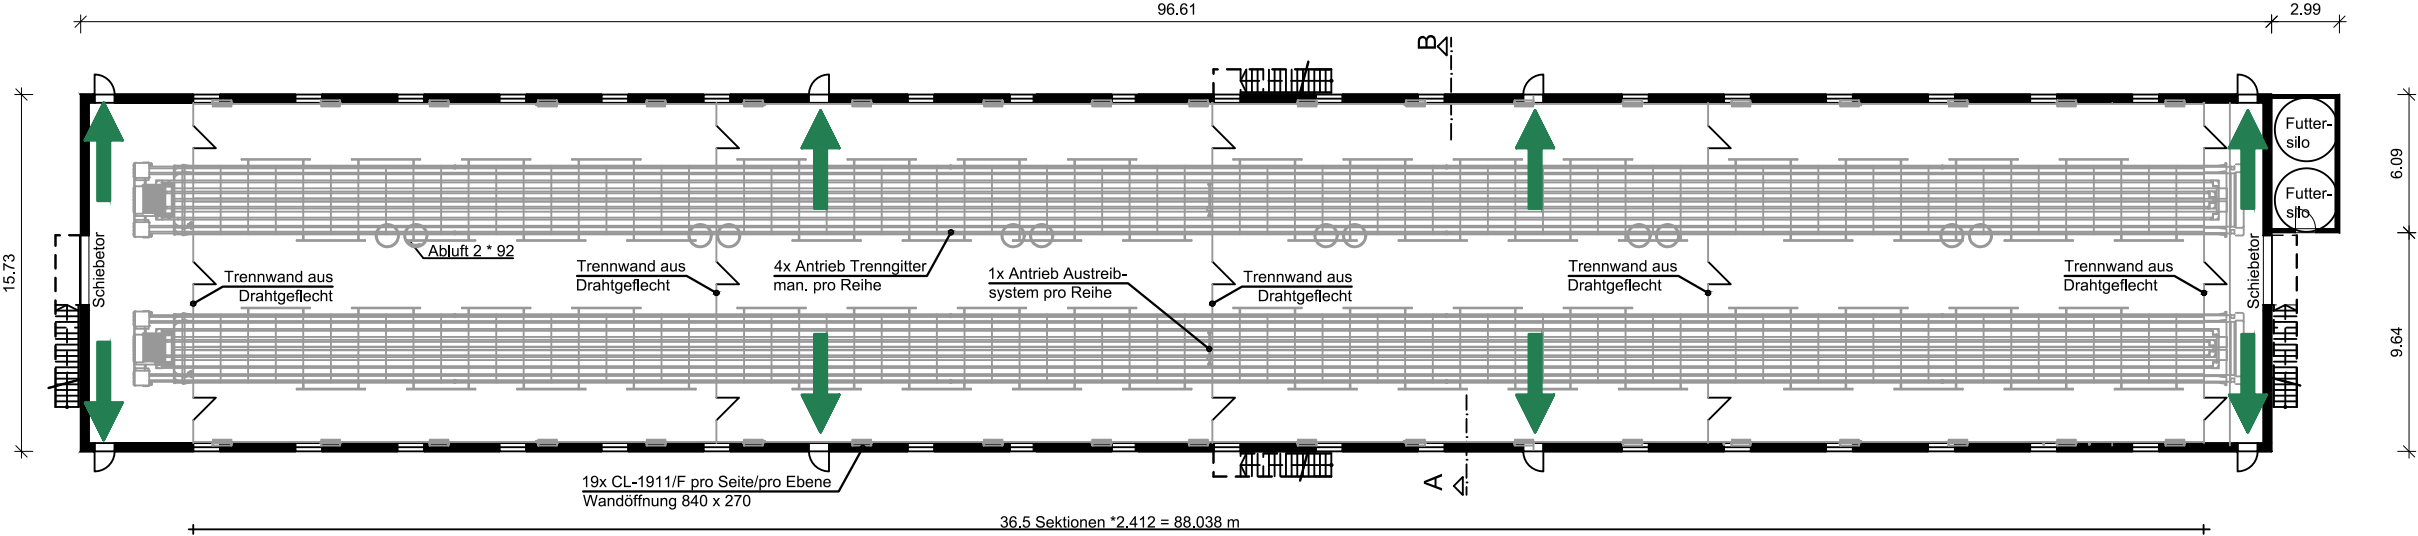 96.61
2.99
B
15.73
6.09
9.64
Futter-
silo
Futter-
silo
Schiebetor
Schiebetor
Abluft 2 * 92
Trennwand aus
Drahtgeflecht
Trennwand aus
Drahtgeflecht
4x Antrieb Trenngitter
man. pro Reihe
1x Antrieb Austreib-
system pro Reihe
Trennwand aus
Drahtgeflecht
Trennwand aus
Drahtgeflecht
Trennwand aus
Drahtgeflecht
19x CL-1911/F pro Seite/pro Ebene
Wandöffnung 840 x 270
A
36.5 Sektionen *2.412 = 88.038 m